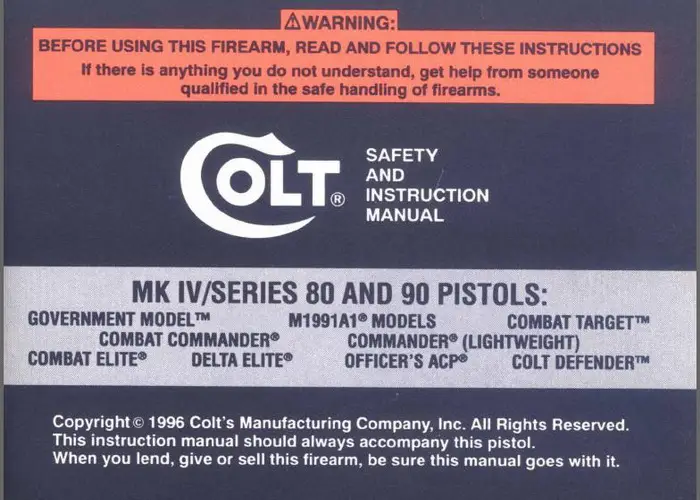 ⚠WARNING:
BEFORE USING THIS FIREARM, READ AND FOLLOW THESE INSTRUCTIONS
If there is anything you do not understand, get help from someone
qualified in the safe handling of firearms.
COLT®
SAFETY
AND
INSTRUCTION
MANUAL
MK IV/SERIES 80 AND 90 PISTOLS:
GOVERNMENT MODEL™ M1991A1® MODELS COMBAT TARGET™
COMBAT COMMANDER® COMMANDER® (LIGHTWEIGHT)
COMBAT ELITE® DELTA ELITE® OFFICER'S ACP® COLT DEFENDER™
Copyright © 1996 Colt's Manufacturing Company, Inc. All Rights Reserved.
This instruction manual should always accompany this pistol.
When you lend, give or sell this firearm, be sure this manual goes with it.